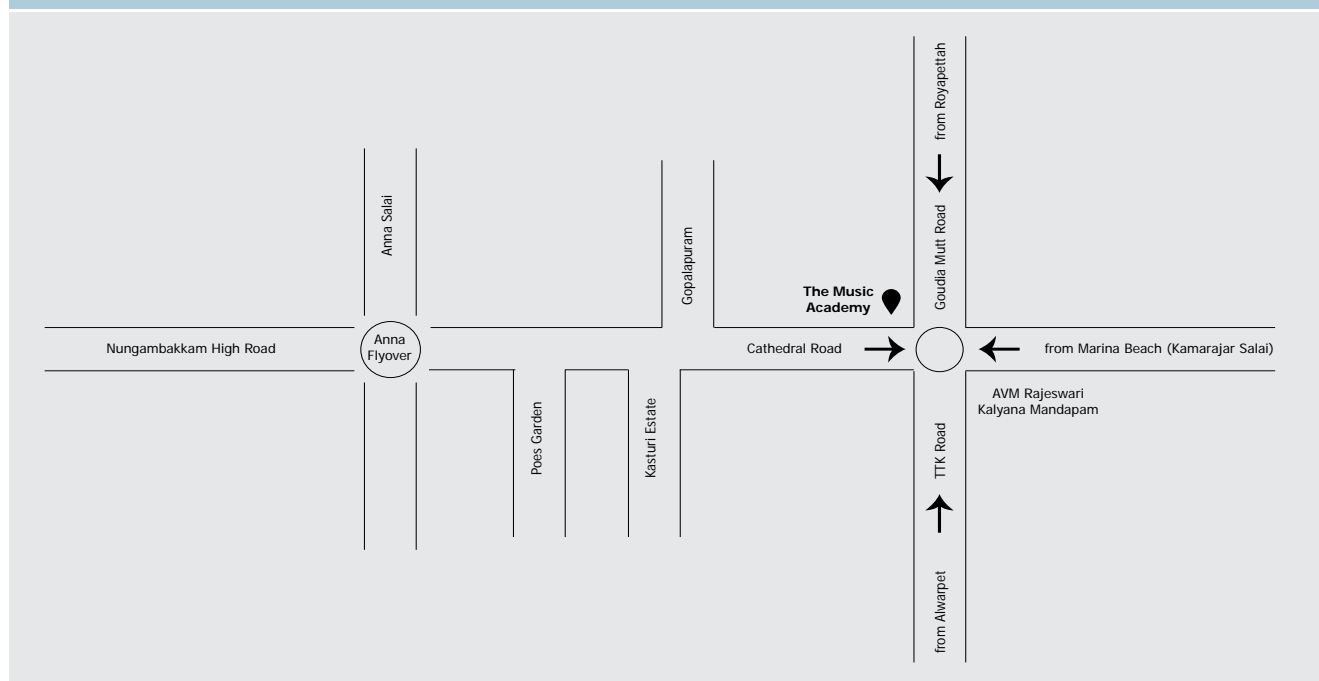 from Royapettah
Anna Salai
Gopalapuram
Goudia Mutt Road
The Music
Academy
Nungambakkam High Road
Anna
Flyover
Cathedral Road
from Marina Beach (Kamarajar Salai)
AVM Rajeswari
Kalyana Mandapam
Poes Garden
Kasturi Estate
TTK Road
from Alwarpet